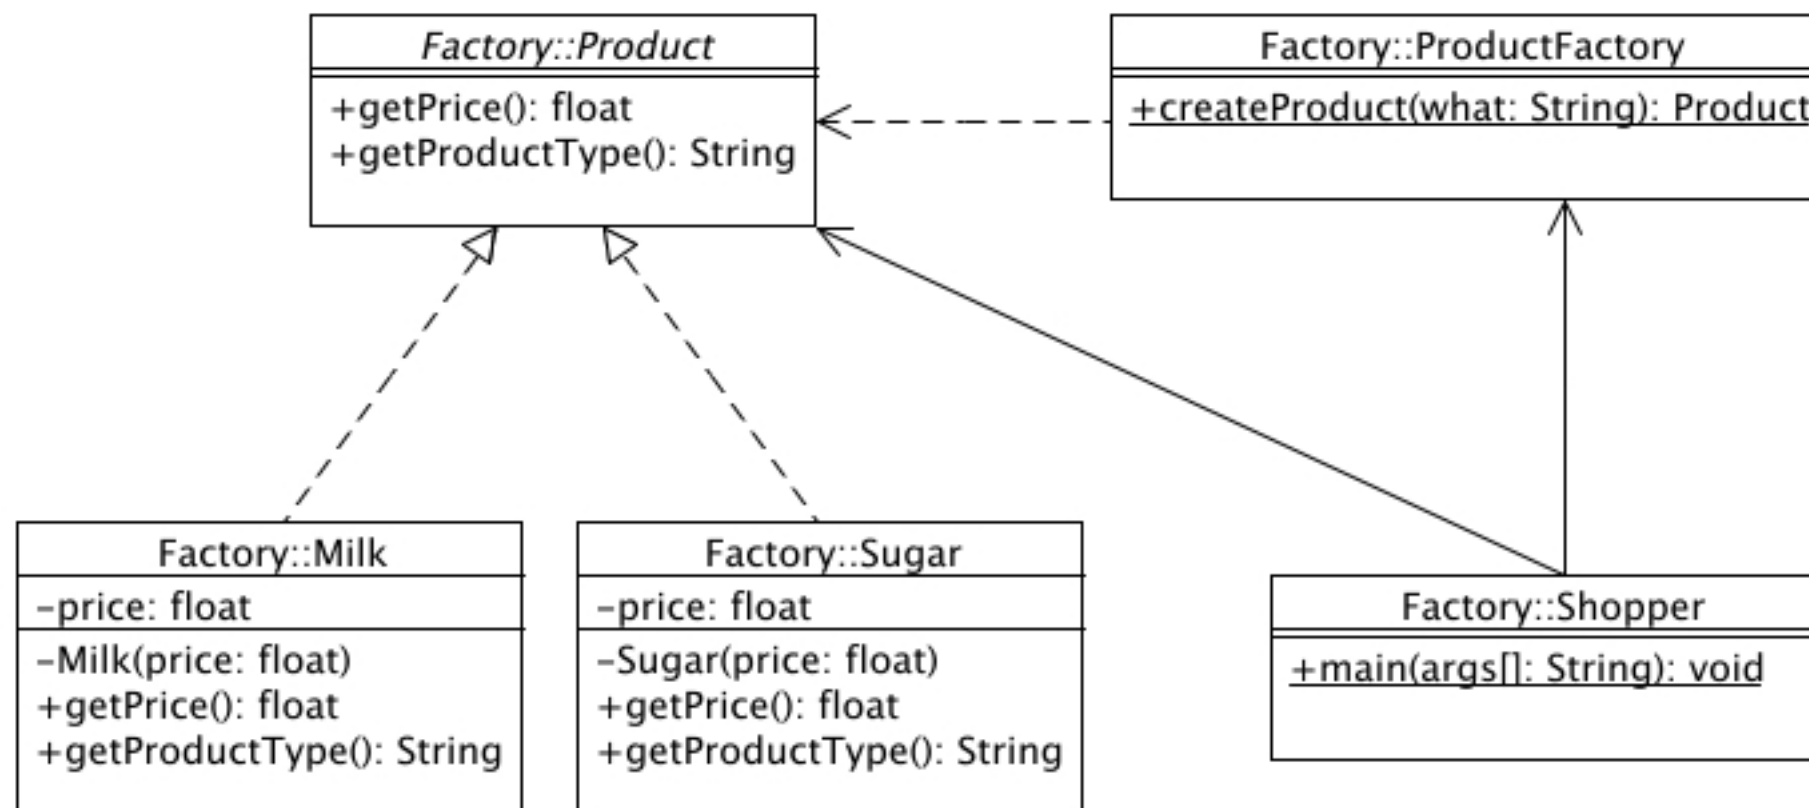 Factory::Product
+getPrice(): float
+getProductType(): String
Factory::ProductFactory
+createProduct(what: String): Product
Factory::Milk
-price: float
-Milk(price: float)
+getPrice(): float
+getProductType(): String
Factory::Sugar
-price: float
-Sugar(price: float)
+getPrice(): float
+getProductType(): String
Factory::Shopper
+main(args[]: String): void